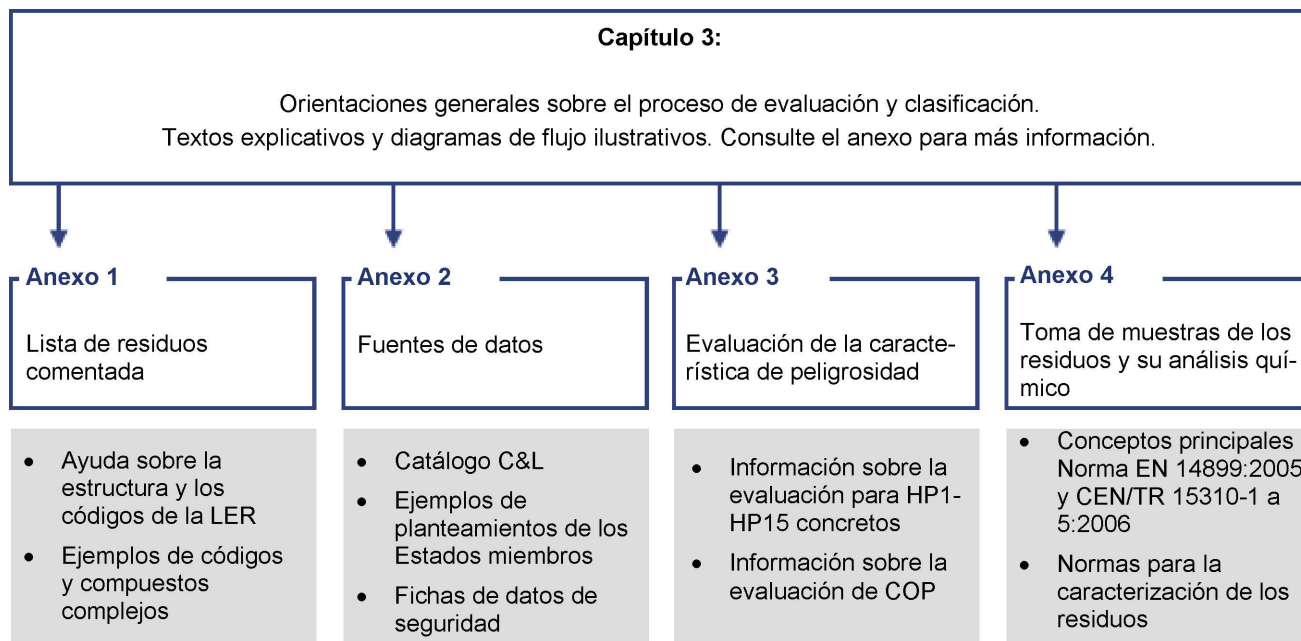 Capítulo 3:
Orientaciones generales sobre el proceso de evaluación y clasificación.
Textos explicativos y diagramas de flujo ilustrativos. Consulte el anexo para más información.
Anexo 1
Lista de residuos
comentada
• Ayuda sobre la
estructura y los
códigos de la LER
• Ejemplos de códigos
y compuestos
complejos
Anexo 2
Fuentes de datos
• Catálogo C&L
• Ejemplos de
planteamientos de los
Estados miembros
• Fichas de datos de
seguridad
Anexo 3
Evaluación de la caracte-
rística de peligrosidad
• Información sobre la
evaluación para HP1-
HP15 concretos
• Información sobre la
evaluación de COP
Anexo 4
Toma de muestras de los
residuos y su análisis quí-
mico
• Conceptos principales
Norma EN 14899:2005
y CEN/TR 15310-1 a
5:2006
• Normas para la
caracterización de los
residuos